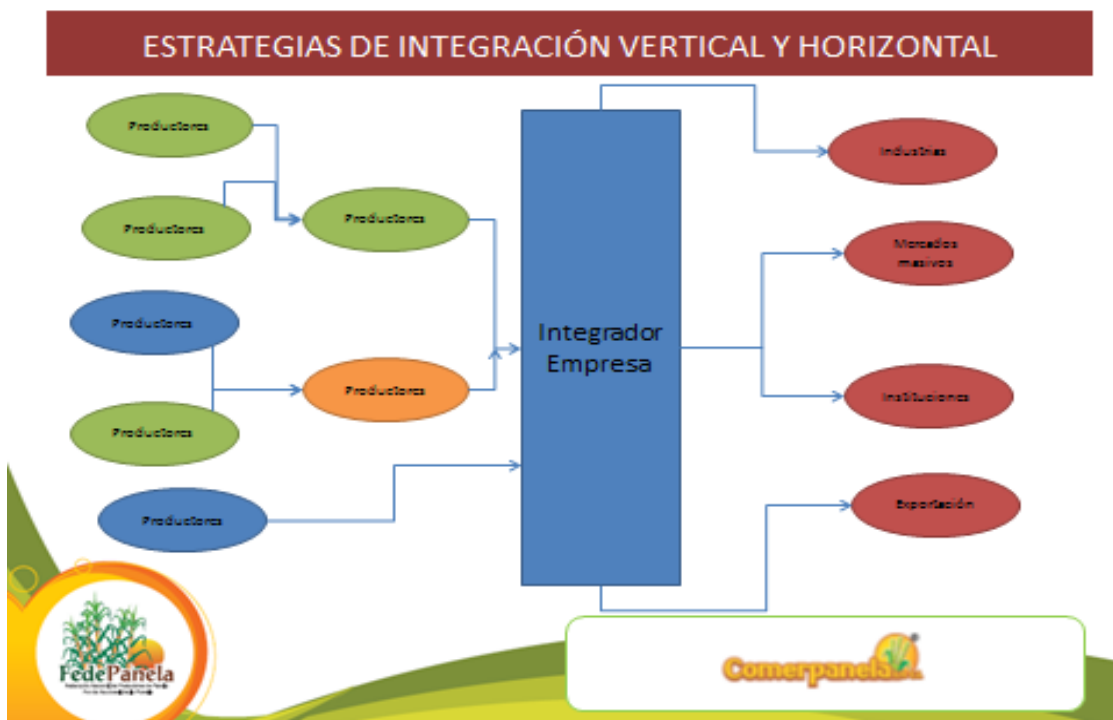 ESTRATEGIAS DE INTEGRACIÓN VERTICAL Y HORIZONTAL
Productores
Productores
Productores
Productores
Productores
Productores
Productores
Integrador
Empresa
Industrias
Mercados
masivos
Instituciones
Exportación
FedePanela
Comerpanela